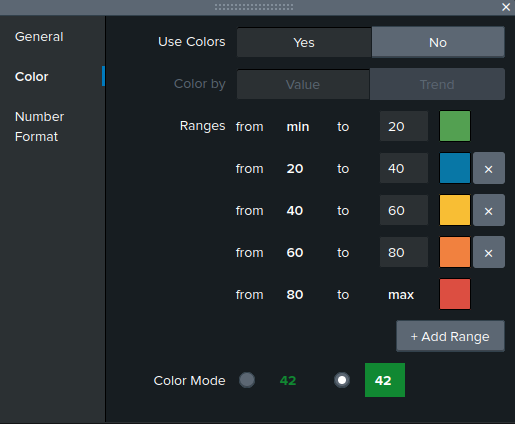 ×
General
Color
Number
Format
Use Colors Yes No
Color by Value Trend
Ranges from min to 20
from 20 to 40 ×
from 40 to 60 ×
from 60 to 80 ×
from 80 to max
+ Add Range
Color Mode 42 42